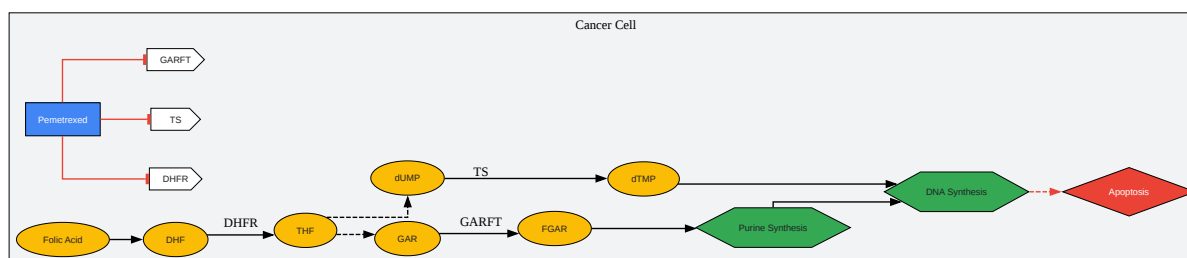 Cancer Cell
GARFT
Pemetrexed
TS
DHFR
dUMP
TS
dTMP
DNA Synthesis
Apoptosis
Folic Acid
DHF
DHFR
THF
GAR
GARFT
FGAR
Purine Synthesis